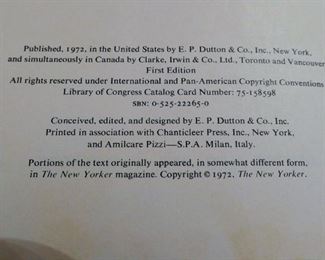 Published, 1972, in the United States by E. P. Dutton & Co., Inc., New York,
and simultaneously in Canada by Clarke, Irwin & Co., Ltd., Toronto and Vancouver
First Edition
All rights reserved under International and Pan-American Copyright Conventions
Library of Congress Catalog Card Number: 75-158598
SBN: 0-525-22265-0
Conceived, edited, and designed by E. P. Dutton & Co., Inc.
Printed in association with Chanticleer Press, Inc., New York,
and Amilcare Pizzi—S.P.A. Milan, Italy.
Portions of the text originally appeared, in somewhat different form,
in The New Yorker magazine. Copyright © 1972, The New Yorker.